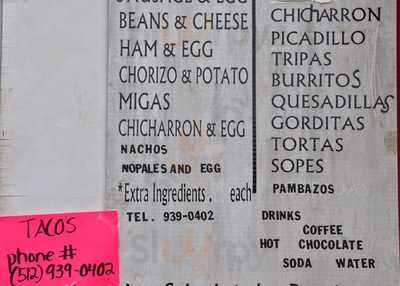 SAUSAGE & EGG
BEANS & CHEESE
HAM & EGG
CHORIZO & POTATO
MIGAS
CHICHARRON & EGG
NACHOS
NOPALES AND EGG
*Extra Ingredients . each
TEL. 939-0402
CHICHARRON
PICADILLO
TRIPAS
BURRITOS
QUESADILLAS
GORDITAS
TORTAS
SOPES
PAMBAZOS
DRINKS
COFFEE
HOT CHOCOLATE
SODA WATER
TACOS
phone #
(512) 939-0402